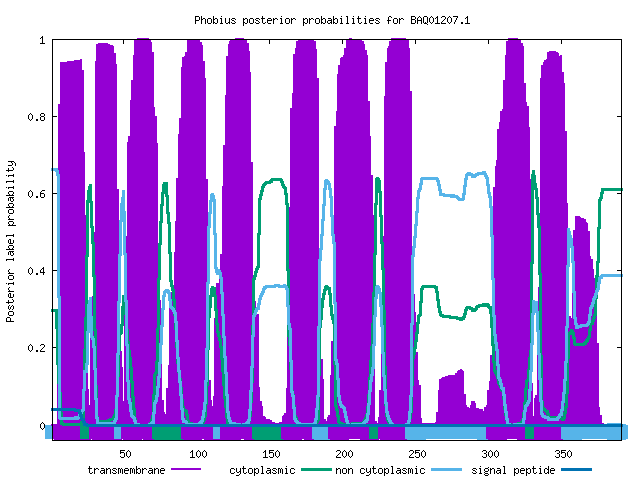 Phobius posterior probabilities for BAQ01207.1
Posterior label probability
1
0.8
0.6
0.4
0.2
0
50 100 150 200 250 300 350
transmembrane cytoplasmic non cytoplasmic signal peptide